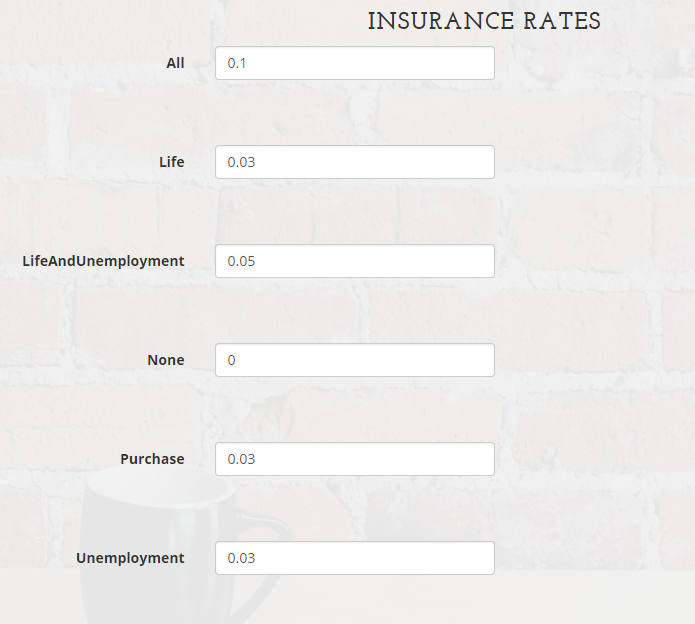 INSURANCE RATES
All 0.1
Life 0.03
LifeAndUnemployment 0.05
None 0
Purchase 0.03
Unemployment 0.03